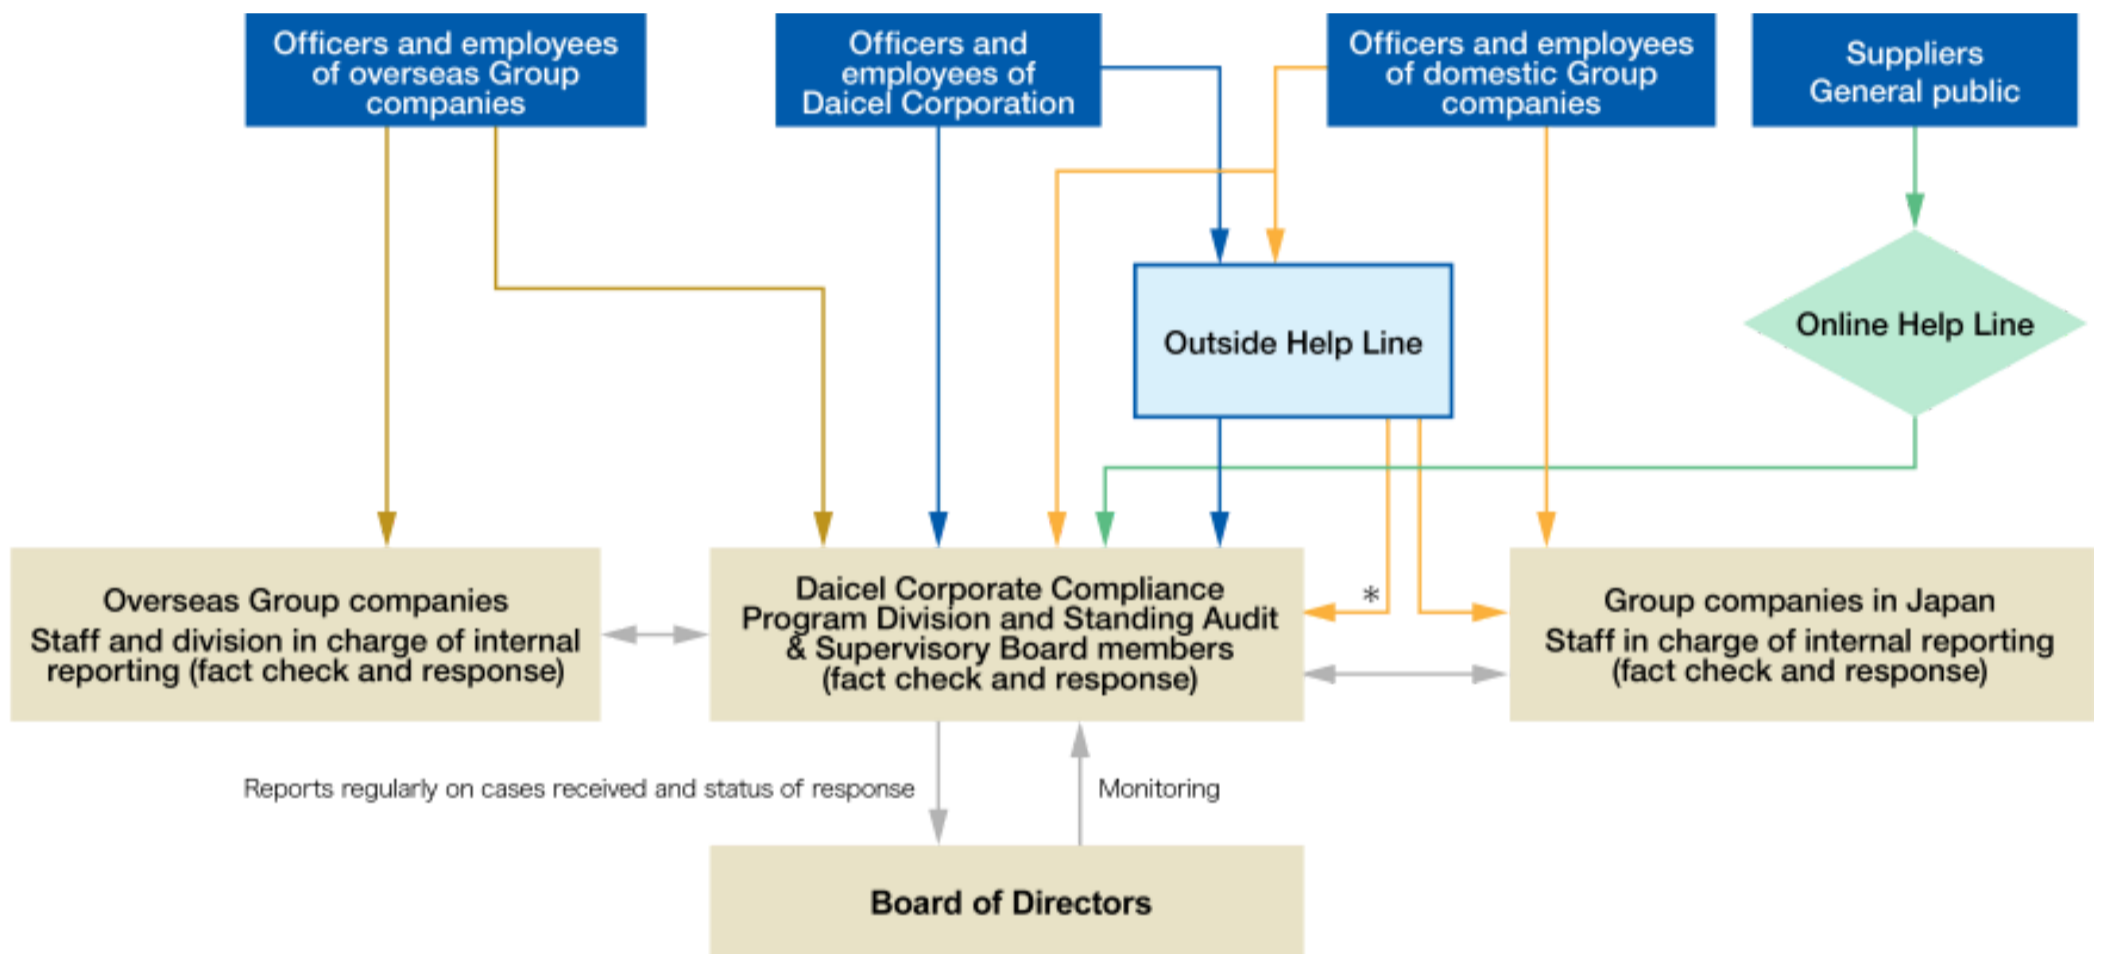 Officers and employees
of overseas Group
companies
Officers and
employees of
Daicel Corporation
Officers and employees
of domestic Group
companies
Suppliers
General public
Outside Help Line
Online Help Line
Overseas Group companies
Staff and division in charge of internal
reporting (fact check and response)
Daicel Corporate Compliance
Program Division and Standing Audit
& Supervisory Board members
(fact check and response)
*
Group companies in Japan
Staff in charge of internal reporting
(fact check and response)
Reports regularly on cases received and status of response
Monitoring
Board of Directors